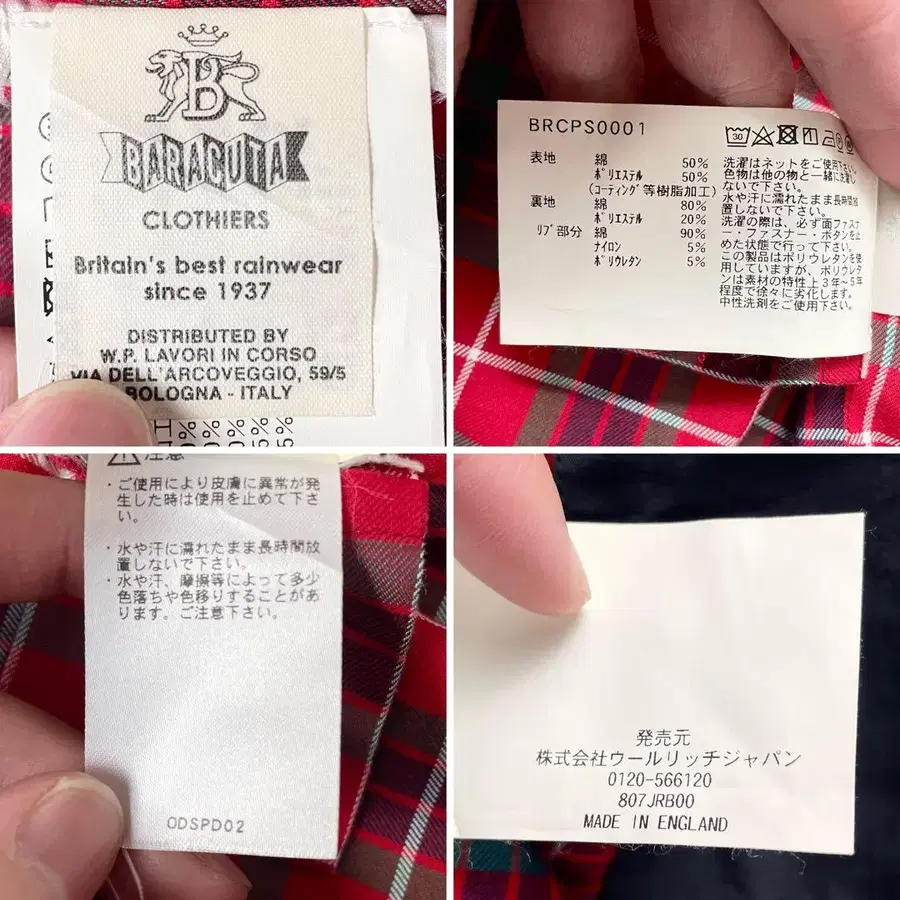 B
BARACUTA
CLOTHIERS
Britain's best rainwear
since 1937
DISTRIBUTED BY
W.P. LAVORI IN CORSO
VIA DELL'ARCOVEGGIO, 59/5
BOLOGNA - ITALY
BRCPS0001
30
表地 綿 50%
ポリエステル 50%
(コーティング等樹脂加工)
裏地 綿 80%
ポリエステル 20%
リブ部分 綿 90%
ナイロン 5%
ポリウレタン 5%
洗濯はネットをご使用下さい
色物は他の物と一緒に洗濯し
ないで下さい。
水や汗に濡れたまま長時間放
置しないで下さい。
洗濯の際は、必ず面ファスナ
ー・ファスナー・ボタンを止
めた状態で行って下さい。
この製品はポリウレタンを使
用していますが、ポリウレタ
ンは素材の特性上3年~5年
程度で徐々に劣化します。
中性洗剤をご使用下さい。
注意
・ご使用により皮膚に異常が発
生した時は使用を止めて下さ
い。
・水や汗に濡れたまま長時間放
置しないで下さい。
・水や汗、摩擦等によって多少
色落ちや色移りすることがあ
ります。ご注意下さい。
ODSPD02
発売元
株式会社ウールリッチジャパン
0120-566120
807JRB00
MADE IN ENGLAND